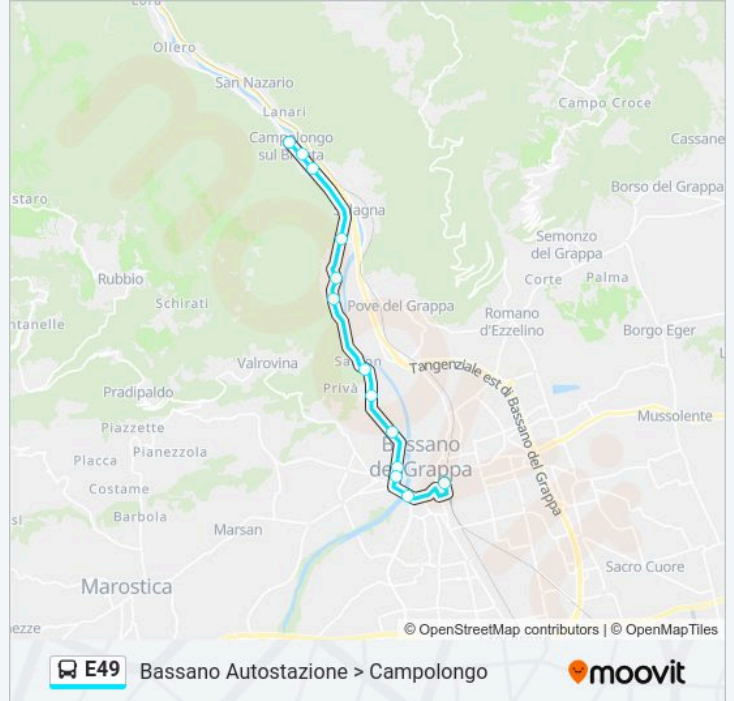 Ollero
San Nazario
Lanari
Campo Croce
Campolongo
sul Brenta
Cassane
Borso del Grappa
staro
Solagna
Semonzo
del Grappa
Rubbio
Corte
Palma
Schirati
Pove del Grappa
Romano
d'Ezzelino
ntanelle
Borgo Eger
Valrovina
Tangenziale est di Bassano del Grappa
Privà
Pradipaldo
Mussolente
Piazzette
Bassano
del Grappa
Placca
Pianezzola
Costame
Barbola
Marsan
Sacro Cuore
Marostica
ezze
© OpenStreetMap contributors | © OpenMapTiles
E49 Bassano Autostazione > Campolongo
moovit